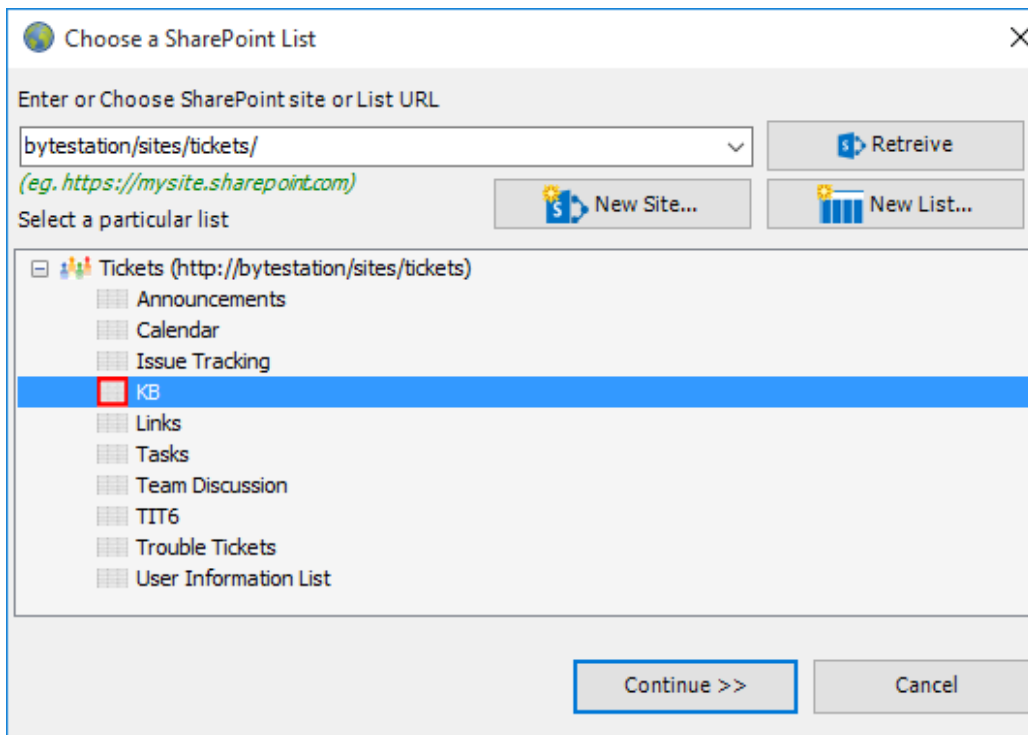 Choose a SharePoint List
Enter or Choose SharePoint site or List URL
bytestation/sites/tickets/
Retreive
(eg. https://mysite.sharepoint.com)
New Site...
New List...
Select a particular list
Tickets (http://bytestation/sites/tickets)
Announcements
Calendar
Issue Tracking
KB
Links
Tasks
Team Discussion
TIT6
Trouble Tickets
User Information List
Continue >>
Cancel